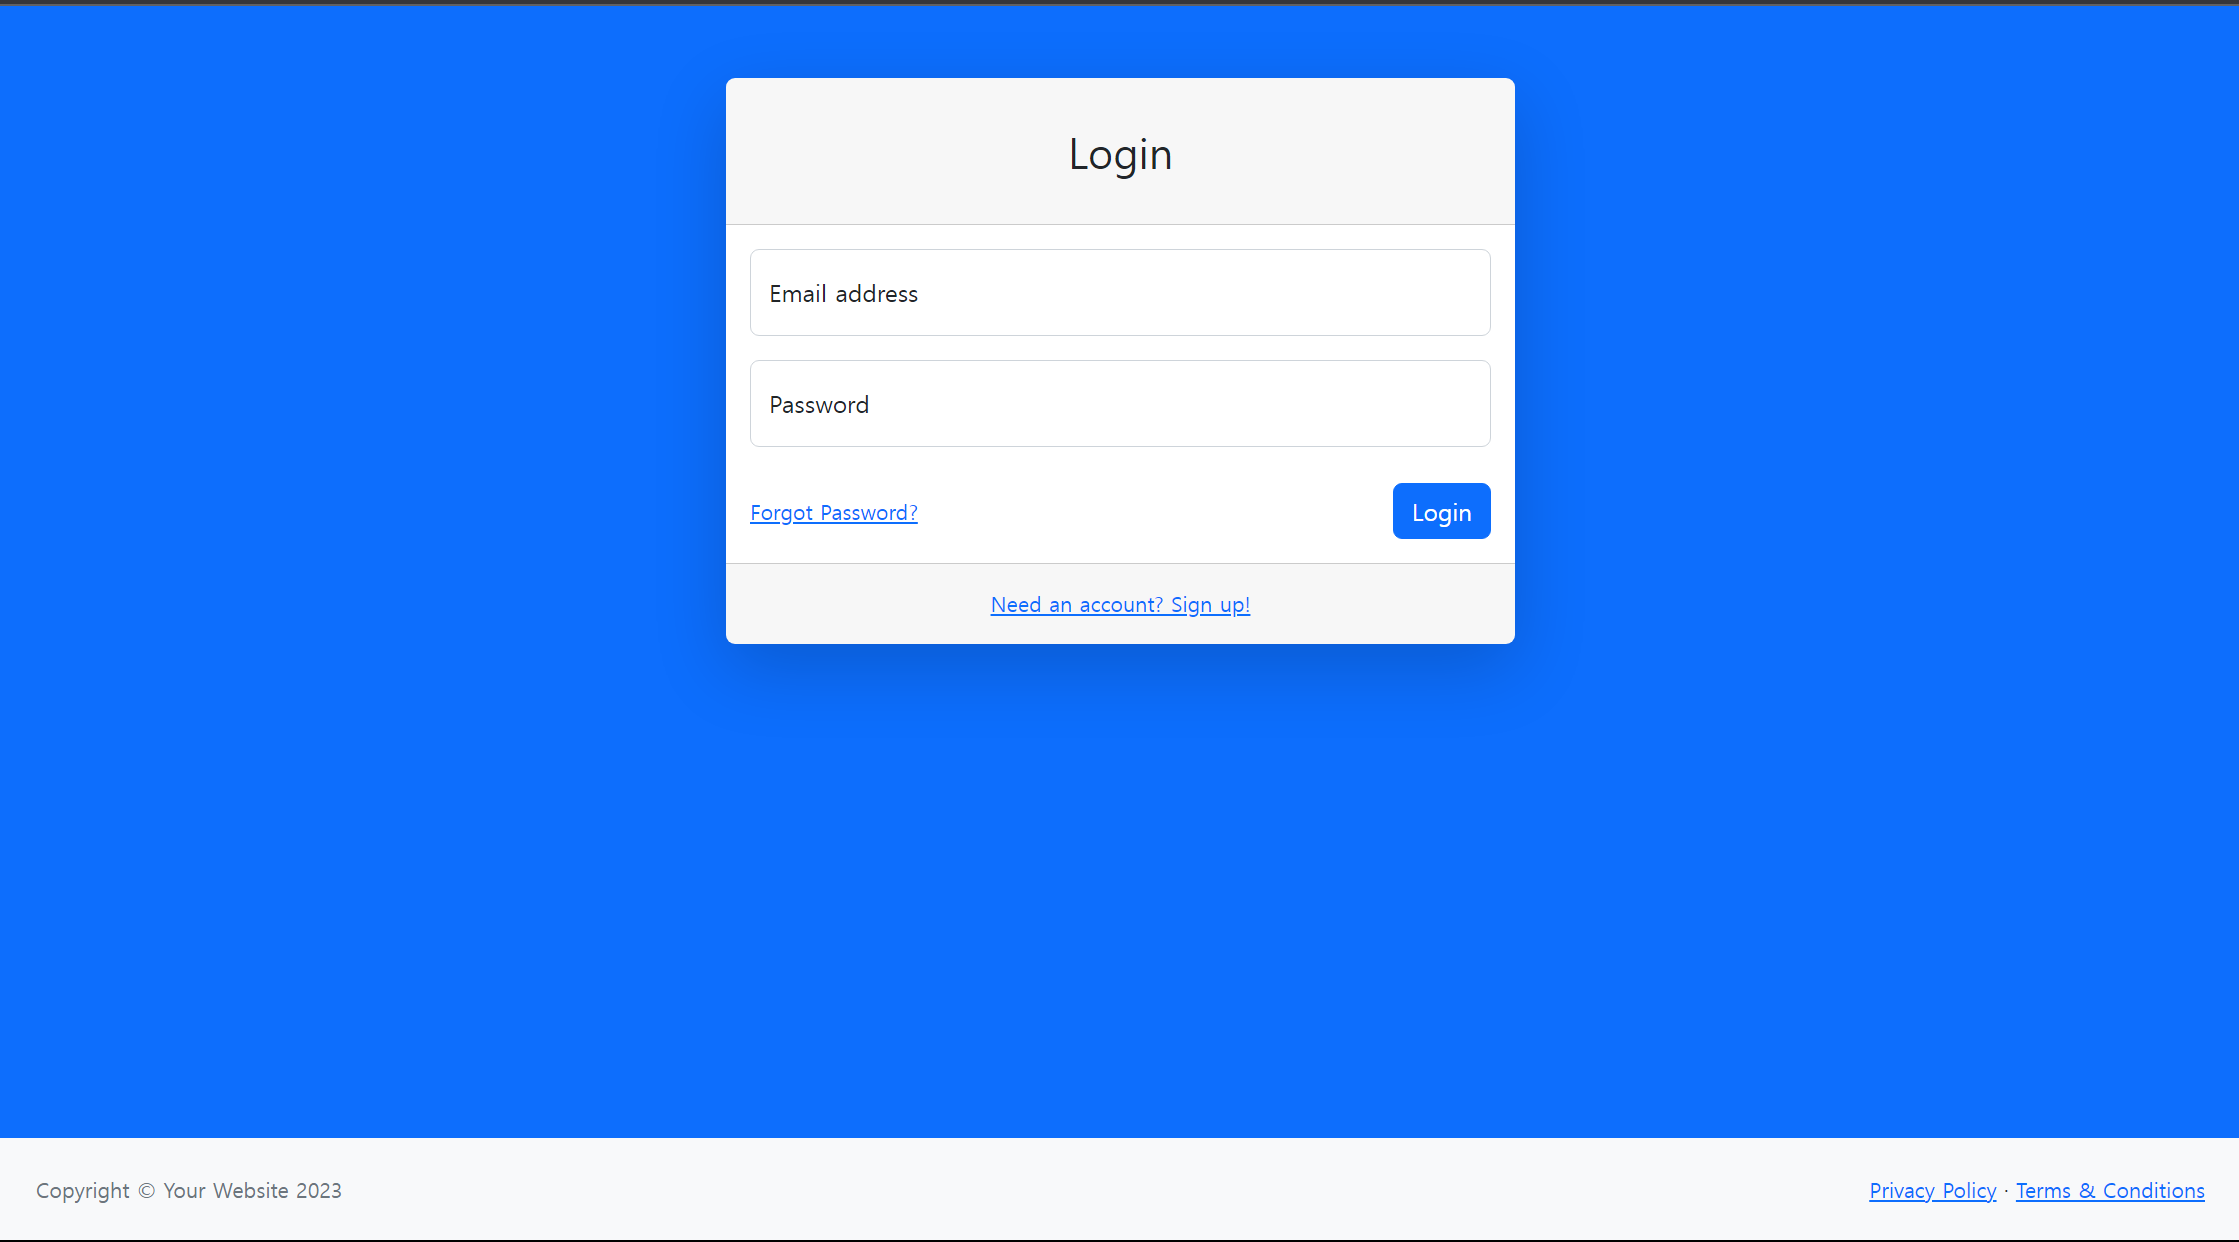 Login
Email address
Password
Forgot Password?
Login
Need an account? Sign up!
Copyright © Your Website 2023
Privacy Policy · Terms & Conditions